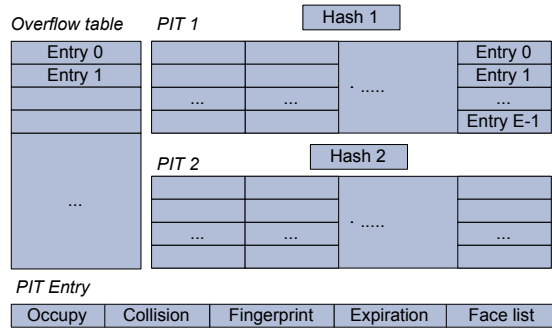 Overflow table
PIT 1
Hash 1
Entry 0
Entry 1
...
Entry 0
Entry 1
...
Entry E-1
... ...
. .....
PIT 2
Hash 2
... ...
. .....
...
PIT Entry
Occupy Collision Fingerprint Expiration Face list